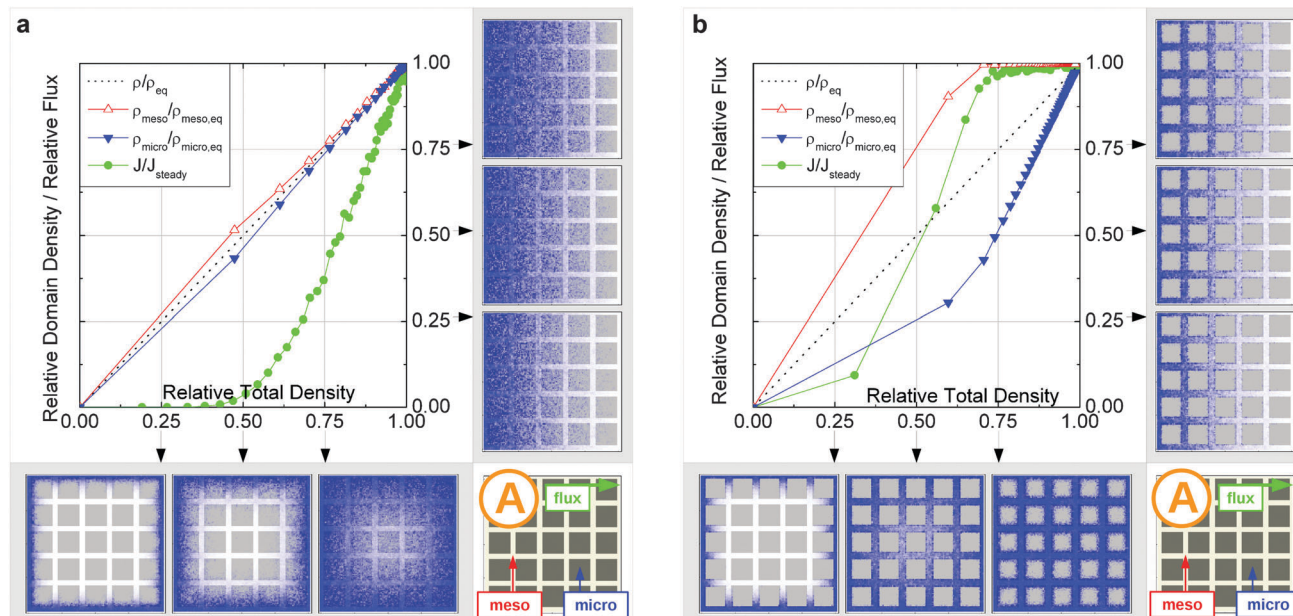 a
Relative Domain Density / Relative Flux
ρ/ρeq
ρmeso/ρmeso,eq
ρmicro/ρmicro,eq
J/Jsteady
1.00
0.75
0.50
0.25
0.00
Relative Total Density
0.00 0.25 0.50 0.75 1.00
A
flux
meso
micro
b
Relative Domain Density / Relative Flux
ρ/ρeq
ρmeso/ρmeso,eq
ρmicro/ρmicro,eq
J/Jsteady
1.00
0.75
0.50
0.25
0.00
Relative Total Density
0.00 0.25 0.50 0.75 1.00
A
flux
meso
micro